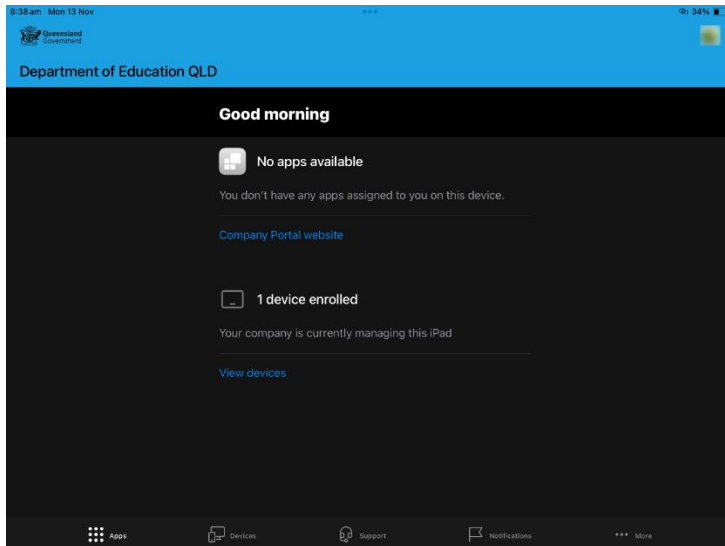 8:38 am Mon 13 Nov
34%
Queensland
Government
Department of Education QLD
Good morning
No apps available
You don't have any apps assigned to you on this device.
Company Portal website
1 device enrolled
Your company is currently managing this iPad
View devices
Apps
Devices
Support
Notifications
More